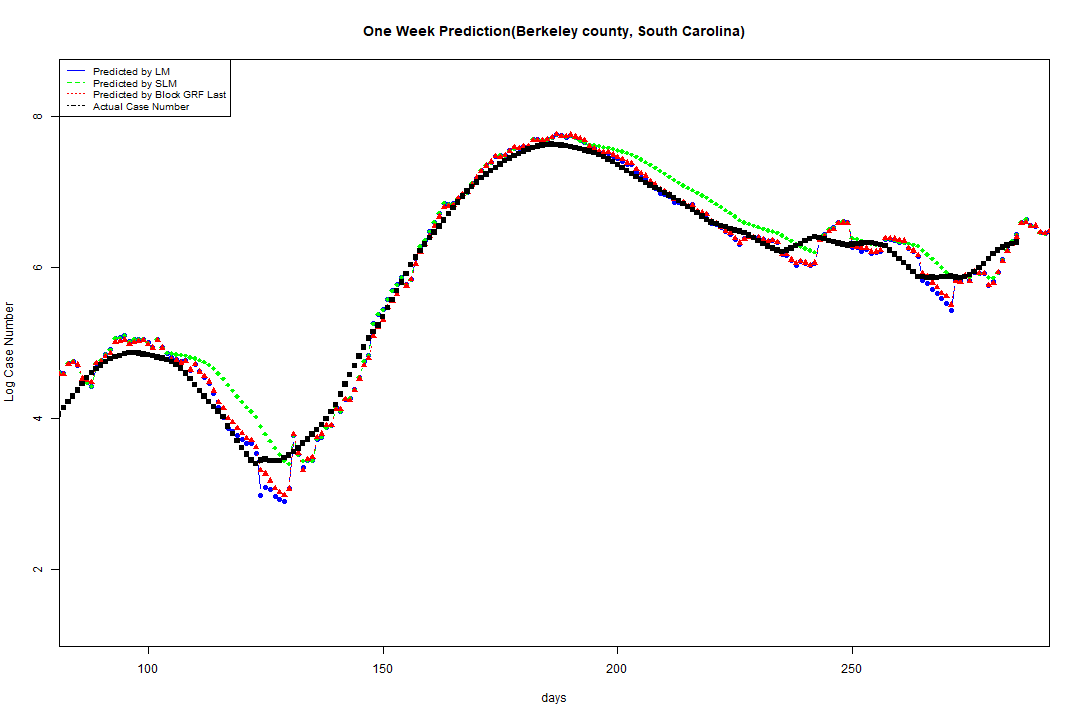 One Week Prediction(Berkeley county, South Carolina)
Predicted by LM
Predicted by SLM
Predicted by Block GRF Last
Actual Case Number
8
6
4
2
Log Case Number
100 150 200 250
days